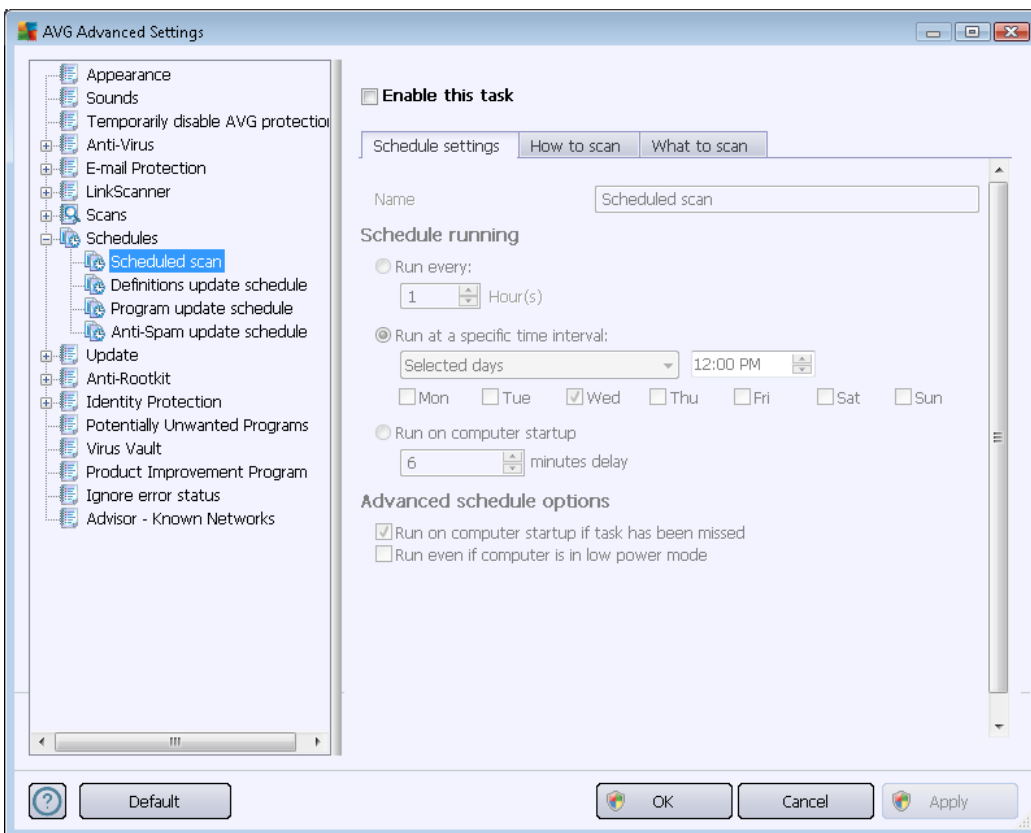 AVG Advanced Settings
Appearance
Sounds
Temporarily disable AVG protection
Anti-Virus
E-mail Protection
LinkScanner
Scans
Schedules
Scheduled scan
Definitions update schedule
Program update schedule
Anti-Spam update schedule
Update
Anti-Rootkit
Identity Protection
Potentially Unwanted Programs
Virus Vault
Product Improvement Program
Ignore error status
Advisor - Known Networks
Enable this task
Schedule settings How to scan What to scan
Name Scheduled scan
Schedule running
Run every:
1 Hour(s)
Run at a specific time interval:
Selected days 12:00 PM
Mon Tue Wed Thu Fri Sat Sun
Run on computer startup
6 minutes delay
Advanced schedule options
Run on computer startup if task has been missed
Run even if computer is in low power mode
? Default OK Cancel Apply